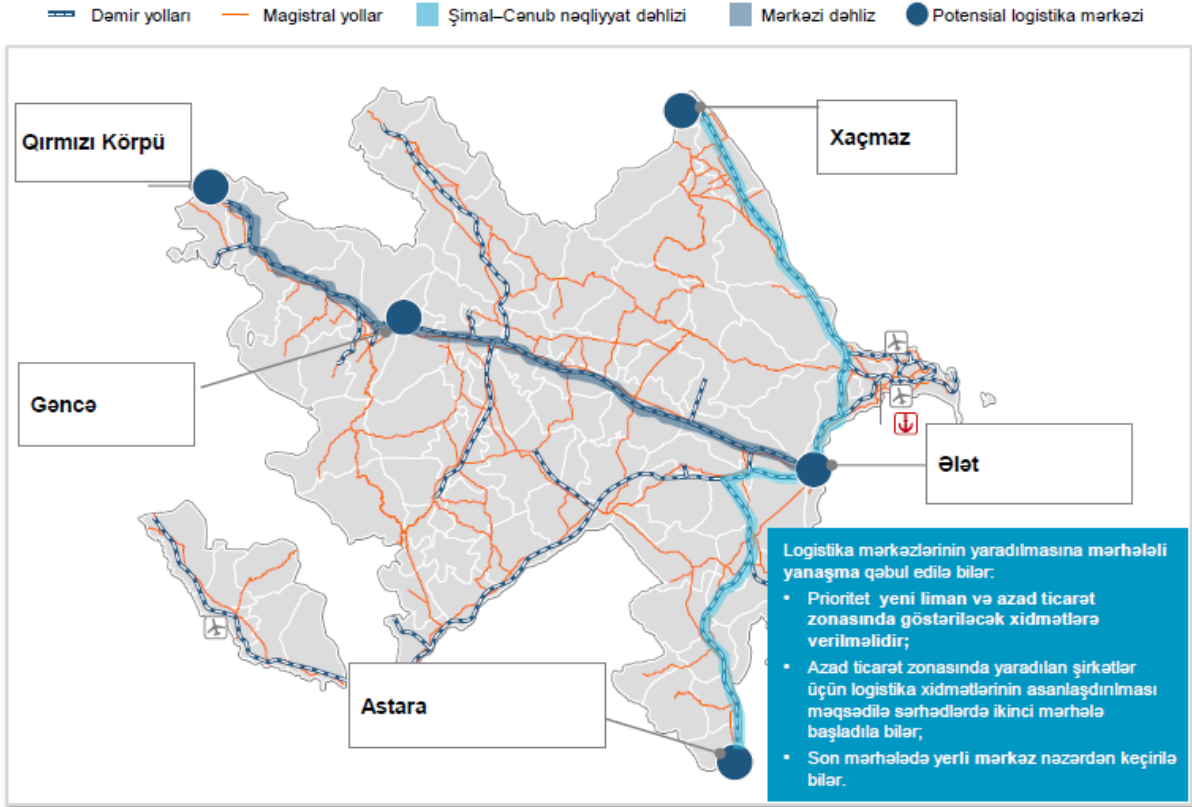 Dəmir yolları
Magistral yollar
Şimal–Cənub nəqliyyat dəhlizi
Mərkəzi dəhliz
Potensial logistika mərkəzi
Qırmızı Körpü
Xaçmaz
Gəncə
Ələt
Astara
Logistika mərkəzlərinin yaradılmasına mərhələli
yanaşma qəbul edilə bilər:
• Prioritet yeni liman və azad ticarət
zonasında göstəriləcək xidmətlərə
verilməlidir;
• Azad ticarət zonasında yaradılan şirkətlər
üçün logistika xidmətlərinin asanlaşdırılması
məqsədilə sərhədlərdə ikinci mərhələ
başladıla bilər;
• Son mərhələdə yerli mərkəz nəzərdən keçirilə
bilər.